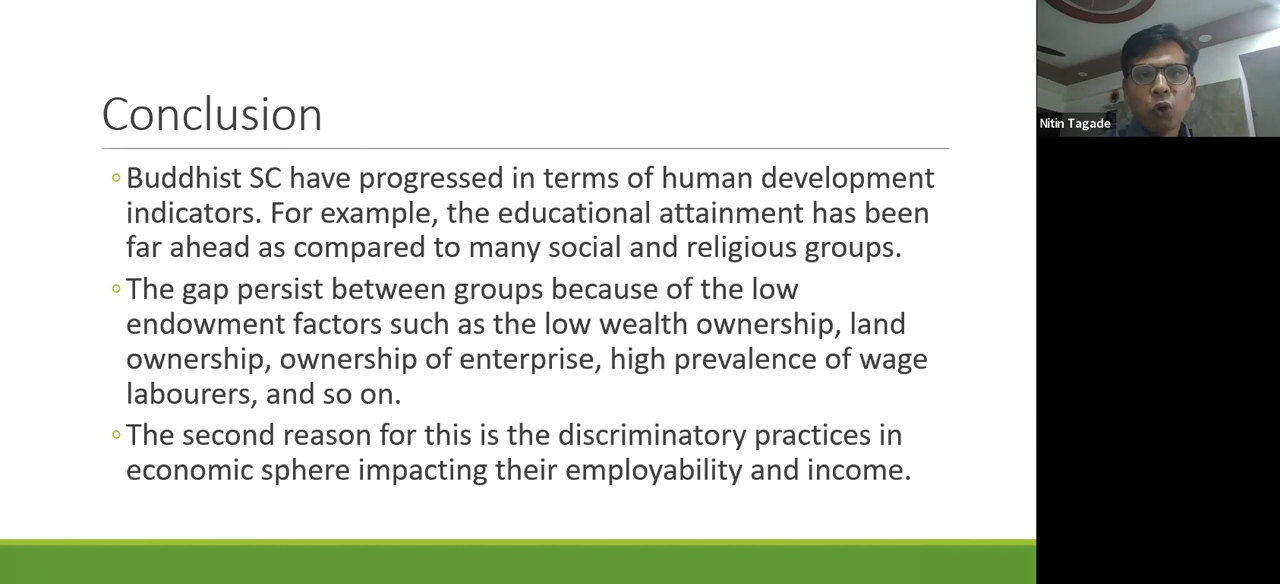 Conclusion
Buddhist SC have progressed in terms of human development
indicators. For example, the educational attainment has been
far ahead as compared to many social and religious groups.
The gap persist between groups because of the low
endowment factors such as the low wealth ownership, land
ownership, ownership of enterprise, high prevalence of wage
labourers, and so on.
The second reason for this is the discriminatory practices in
economic sphere impacting their employability and income.
Nitin Tagade